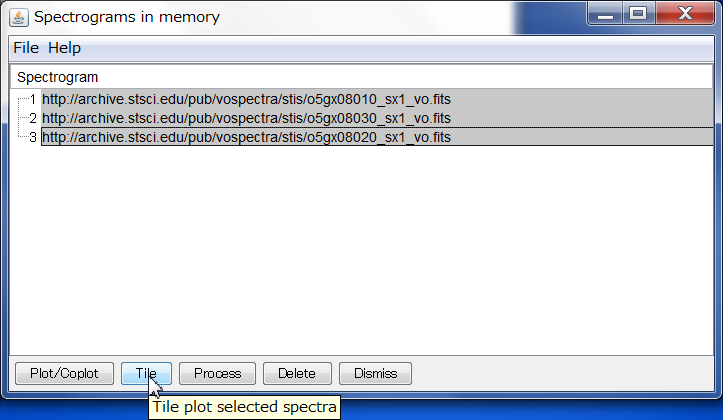 Spectrograms in memory
File Help
Spectrogram
1 http://archive.stsci.edu/pub/vospectra/stis/o5gx08010_sx1_vo.fits
2 http://archive.stsci.edu/pub/vospectra/stis/o5gx08030_sx1_vo.fits
3 http://archive.stsci.edu/pub/vospectra/stis/o5gx08020_sx1_vo.fits
Plot/Coplot Tile Process Delete Dismiss
Tile plot selected spectra